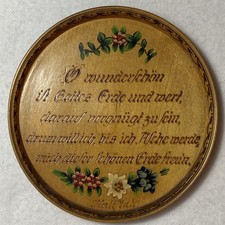 O wunderschön
ist Gottes Erde und wert,
darauf vergnügt zu sein,
drum will ich, bis ich Asche werde,
mich dieser schönen Erde freun.